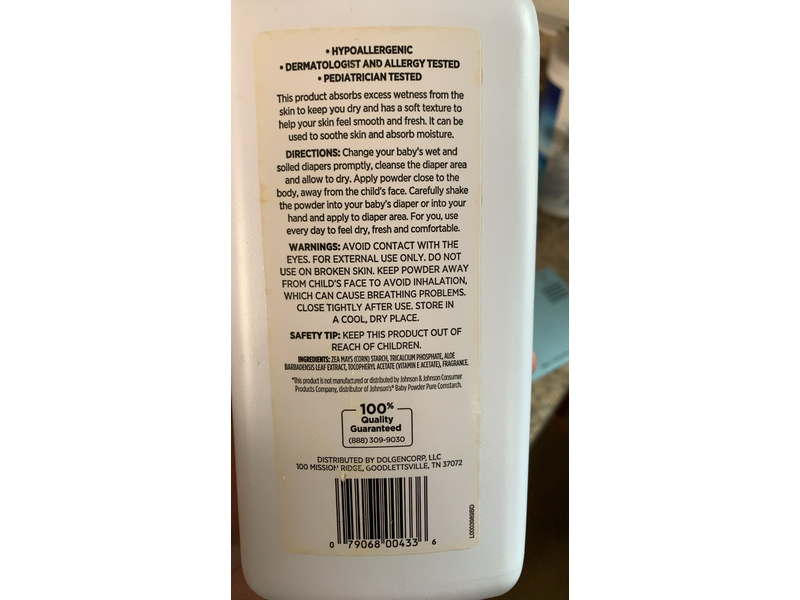 • HYPOALLERGENIC
• DERMATOLOGIST AND ALLERGY TESTED
• PEDIATRICIAN TESTED
This product absorbs excess wetness from the
skin to keep you dry and has a soft texture to
help your skin feel smooth and fresh. It can be
used to soothe skin and absorb moisture.
DIRECTIONS: Change your baby's wet and
soiled diapers promptly, cleanse the diaper area
and allow to dry. Apply powder close to the
body, away from the child's face. Carefully shake
the powder into your baby's diaper or into your
hand and apply to diaper area. For you, use
every day to feel dry, fresh and comfortable.
WARNINGS: AVOID CONTACT WITH THE
EYES. FOR EXTERNAL USE ONLY. DO NOT
USE ON BROKEN SKIN. KEEP POWDER AWAY
FROM CHILD'S FACE TO AVOID INHALATION,
WHICH CAN CAUSE BREATHING PROBLEMS.
CLOSE TIGHTLY AFTER USE. STORE IN
A COOL, DRY PLACE.
SAFETY TIP: KEEP THIS PRODUCT OUT OF
REACH OF CHILDREN.
INGREDIENTS: ZEA MAYS (CORN) STARCH, TRICALCIUM PHOSPHATE, ALOE
BARBADENSIS LEAF EXTRACT, TOCOPHERYL ACETATE (VITAMIN E ACETATE), FRAGRANCE.
*This product is not manufactured or distributed by Johnson & Johnson Consumer
Products Company, distributor of Johnson's® Baby Powder Pure Cornstarch.
100%
Quality
Guaranteed
(888) 309-9030
DISTRIBUTED BY DOLGENCORP, LLC
100 MISSION RIDGE, GOODLETTSVILLE, TN 37072
0 79068 00433 6